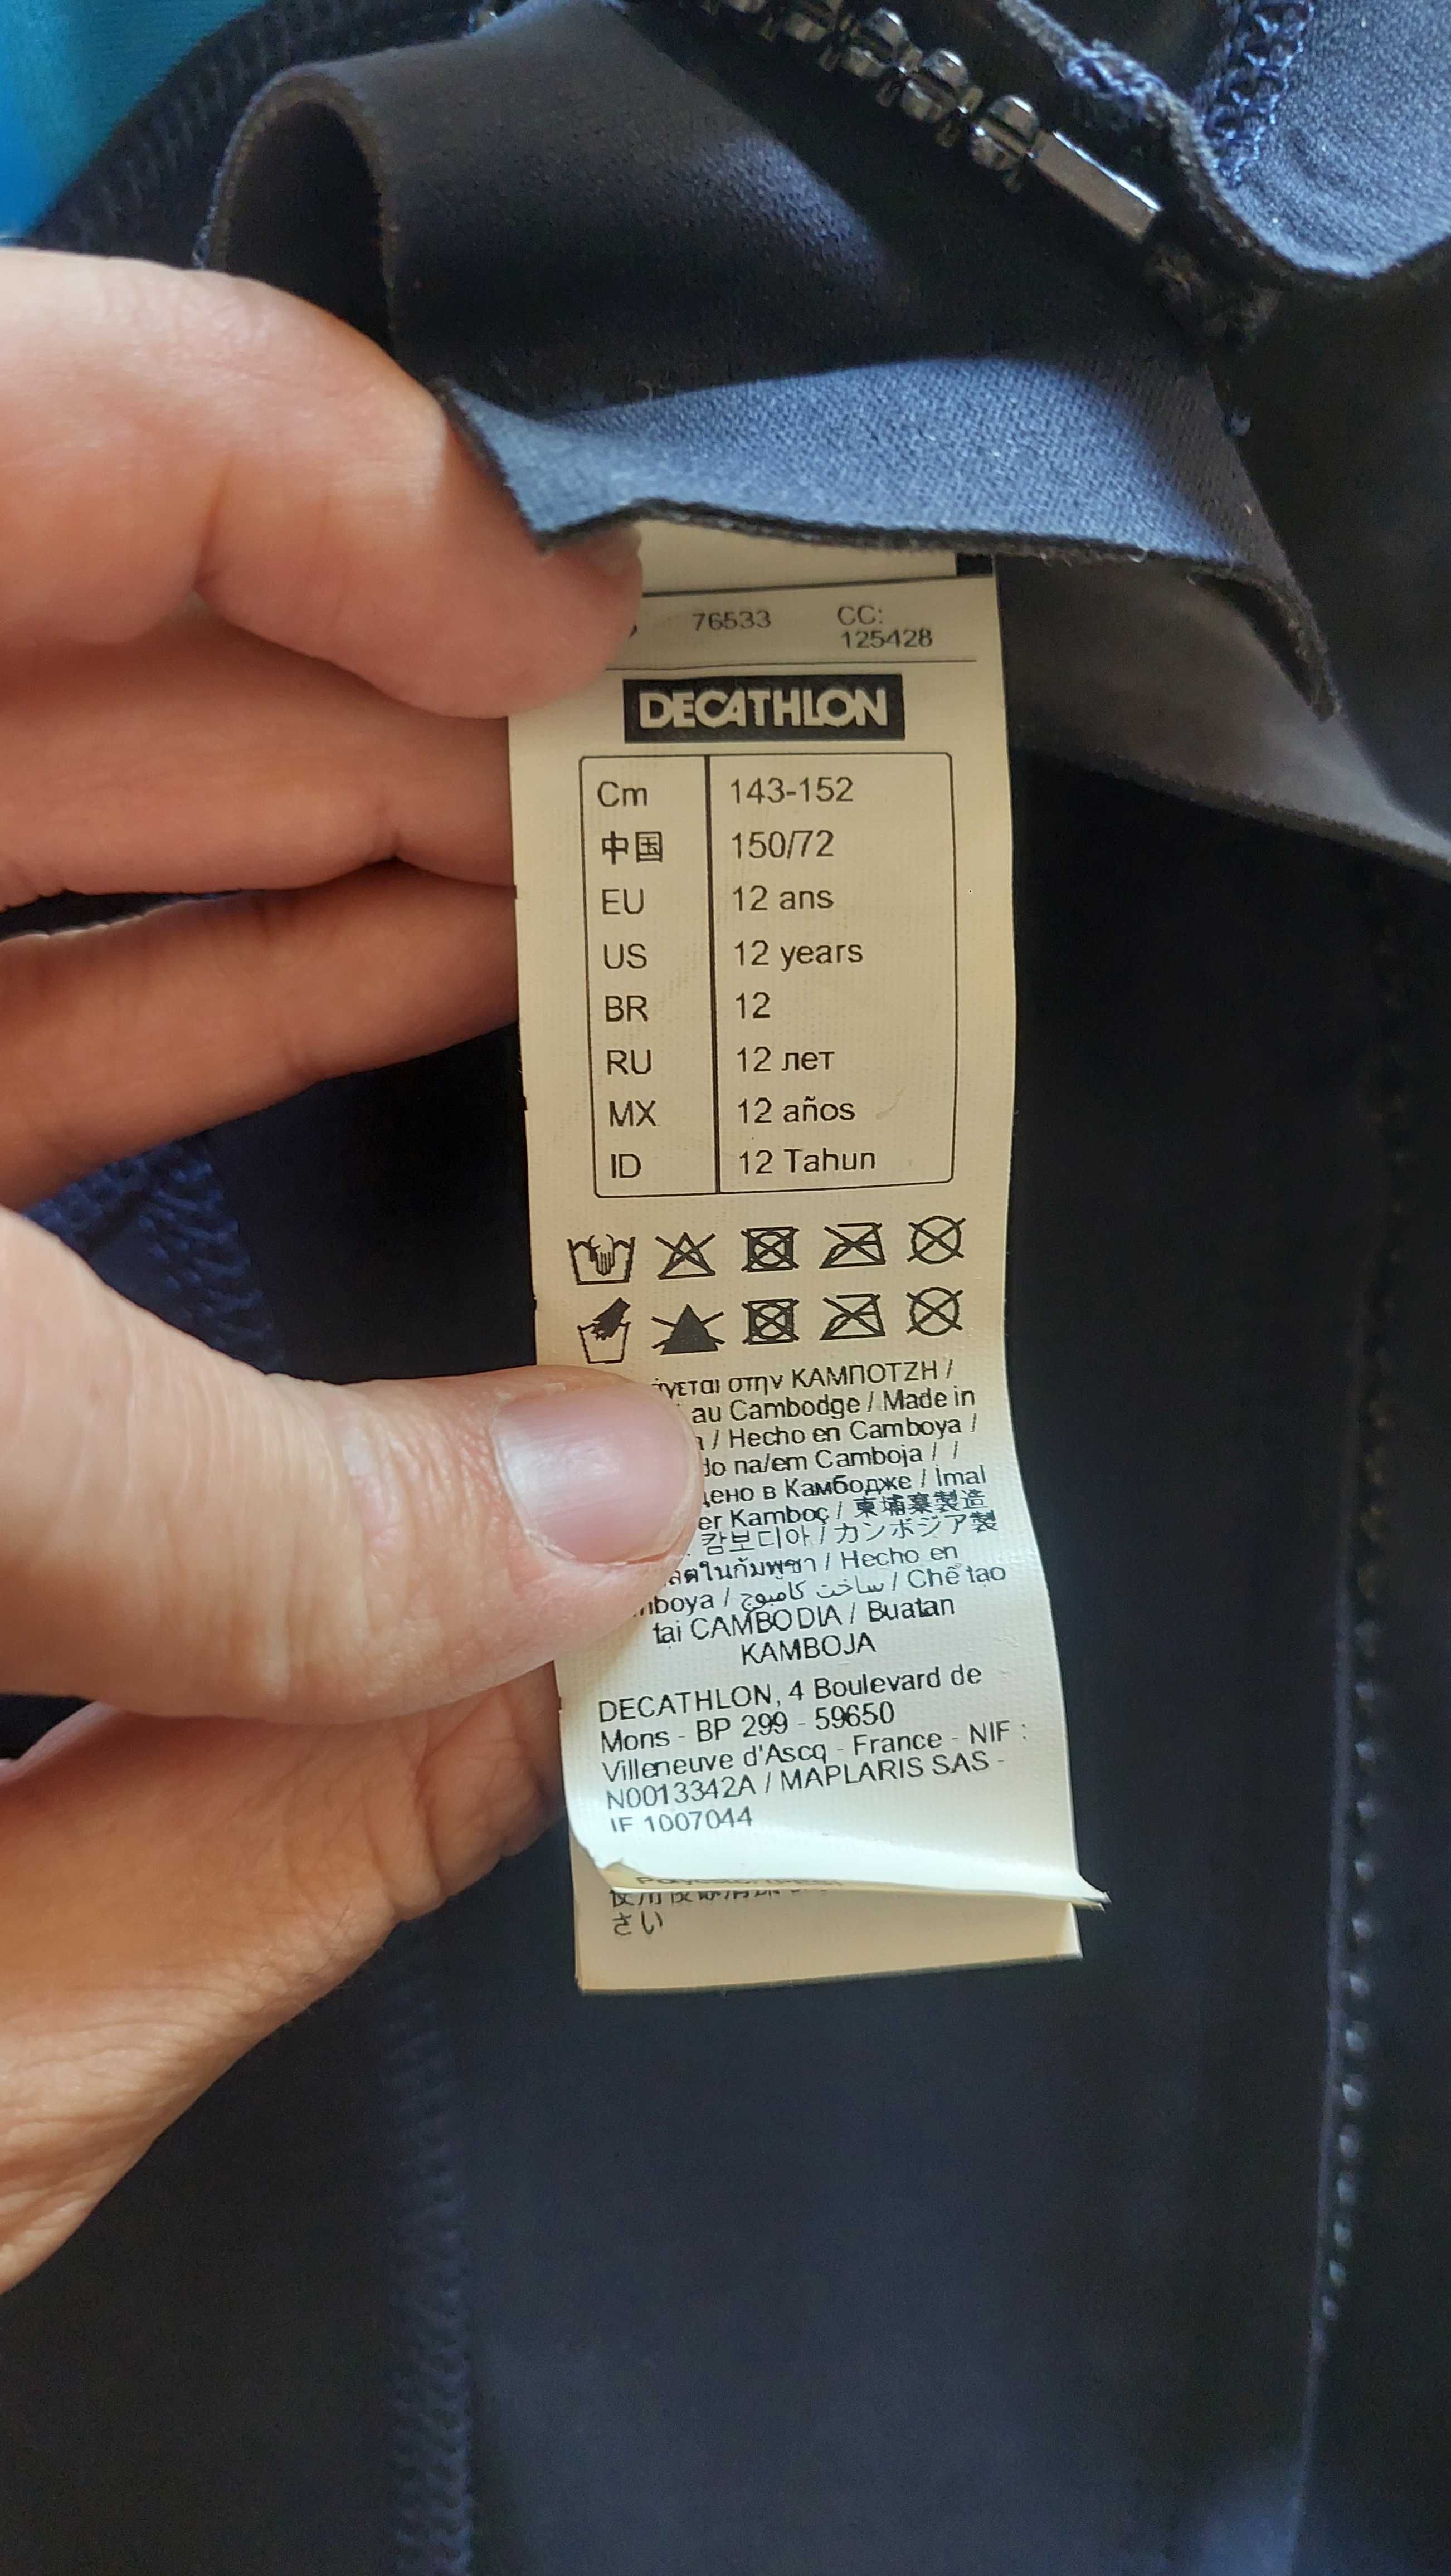 76533 CC:
125428
DECATHLON
Cm 143-152
中国 150/72
EU 12 ans
US 12 years
BR 12
RU 12 лет
MX 12 años
ID 12 Tahun
στην ΚΑΜΠΟΤΖΗ /
au Cambodge / Made in
/ Hecho en Camboya /
na/em Camboja / /
в Камбодже / İmal
Kamboç / 柬埔寨製造
캄보디아 / カンボジア製
/ Hecho en
/ ساخت کامبوج / Chế tao
tại CAMBODIA / Buatan
KAMBOJA
DECATHLON, 4 Boulevard de
Mons - BP 299 - 59650
Villeneuve d'Ascq - France - NIF :
N0013342A / MAPLARIS SAS -
IF 1007044
さい